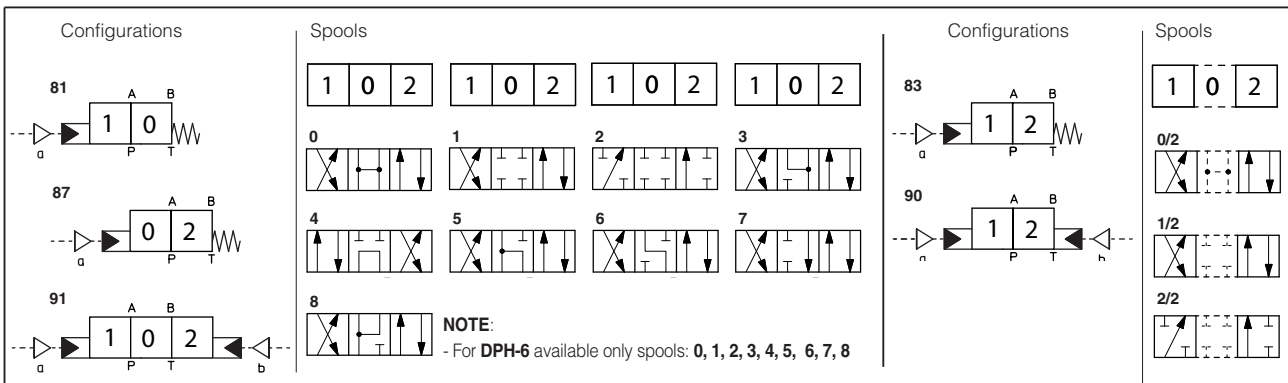 Configurations
Spools
1 0 2
1 0 2
1 0 2
1 0 2
81
A B
1 0
a
P T
0
1
2
3
87
A B
0 2
a
P T
4
5
6
7
91
A B
1 0 2
a
P T
b
8
NOTE:
- For DPH-6 available only spools: 0, 1, 2, 3, 4, 5, 6, 7, 8
Configurations
Spools
83
A B
1 2
a
P T
1 0 2
0/2
90
A B
1 2
a
P T
b
1/2
2/2